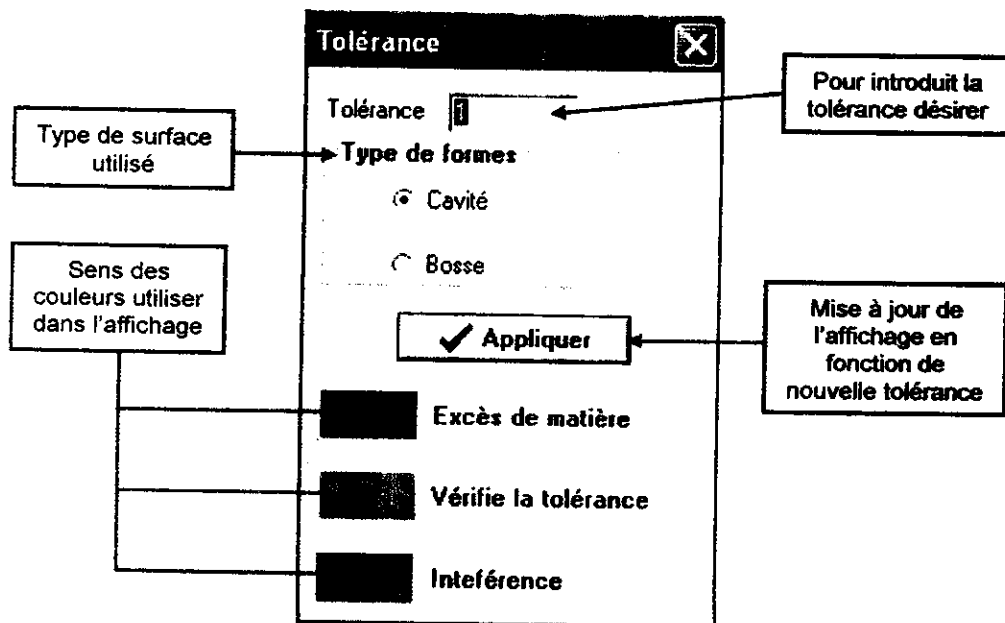 Tolérance
Tolérance
Pour introduit la
tolérance désirer
Type de surface
utilisé
Type de formes
Cavité
Bosse
Sens des
couleurs utiliser
dans l'affichage
Appliquer
Mise à jour de
l'affichage en
fonction de
nouvelle tolérance
Excès de matière
Vérifie la tolérance
Inteférence